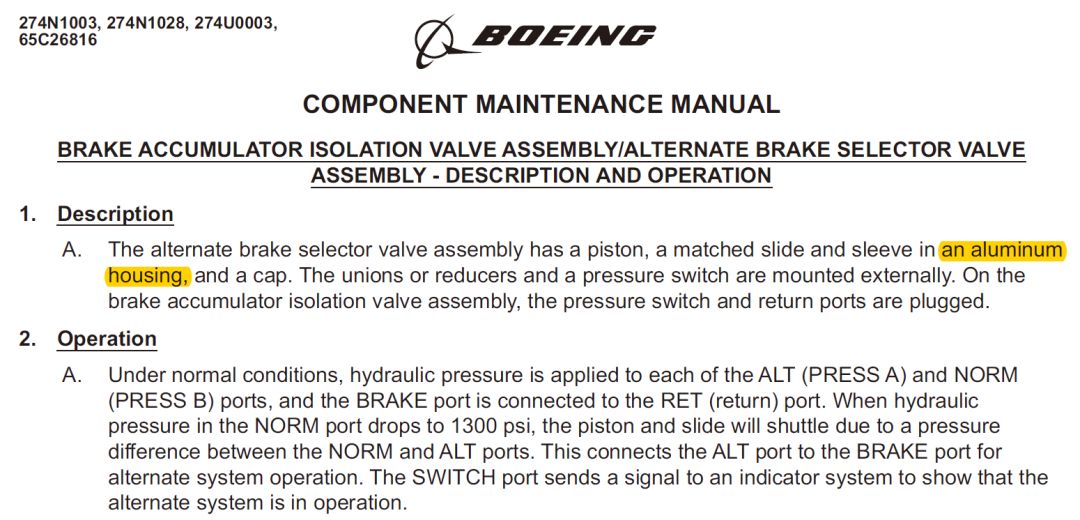 274N1003, 274N1028, 274U0003,
65C26816
BOEING
COMPONENT MAINTENANCE MANUAL
BRAKE ACCUMULATOR ISOLATION VALVE ASSEMBLY/ALTERNATE BRAKE SELECTOR VALVE
ASSEMBLY - DESCRIPTION AND OPERATION
1. Description
A. The alternate brake selector valve assembly has a piston, a matched slide and sleeve in an aluminum
housing, and a cap. The unions or reducers and a pressure switch are mounted externally. On the
brake accumulator isolation valve assembly, the pressure switch and return ports are plugged.
2. Operation
A. Under normal conditions, hydraulic pressure is applied to each of the ALT (PRESS A) and NORM
(PRESS B) ports, and the BRAKE port is connected to the RET (return) port. When hydraulic
pressure in the NORM port drops to 1300 psi, the piston and slide will shuttle due to a pressure
difference between the NORM and ALT ports. This connects the ALT port to the BRAKE port for
alternate system operation. The SWITCH port sends a signal to an indicator system to show that the
alternate system is in operation.